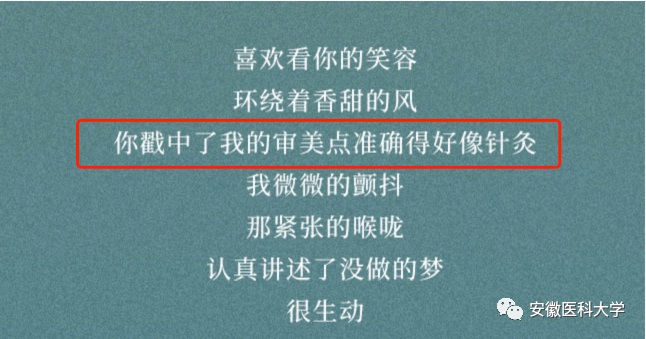 喜欢看你的笑容
环绕着香甜的风
你戳中了我的审美点准确得好像针灸
我微微的颤抖
那紧张的喉咙
认真讲述了没做的梦
很生动
安徽医科大学